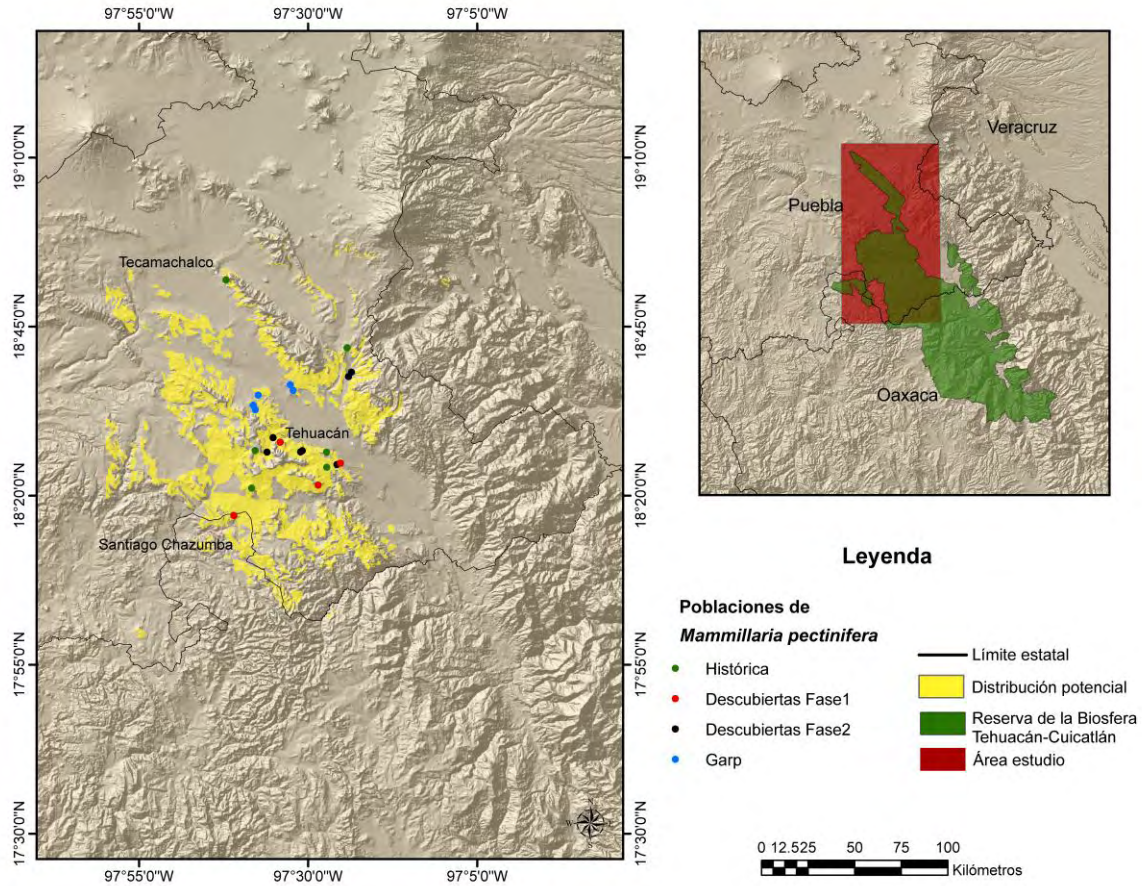 97°55'0"W
97°30'0"W
97°5'0"W
19°10'0"N
18°45'0"N
18°20'0"N
17°55'0"N
17°30'0"N
Tecamachalco
Tehuacán
Santiago Chazumba
97°55'0"W
97°30'0"W
97°5'0"W
19°10'0"N
18°45'0"N
18°20'0"N
17°55'0"N
17°30'0"N
Veracruz
Puebla
Oaxaca
Leyenda
Poblaciones de
Mammillaria pectinifera
Histórica
Descubiertas Fase1
Descubiertas Fase2
Garp
Límite estatal
Distribución potencial
Reserva de la Biosfera
Tehuacán-Cuicatlán
Área estudio
0 12.525 50 75 100
Kilómetros